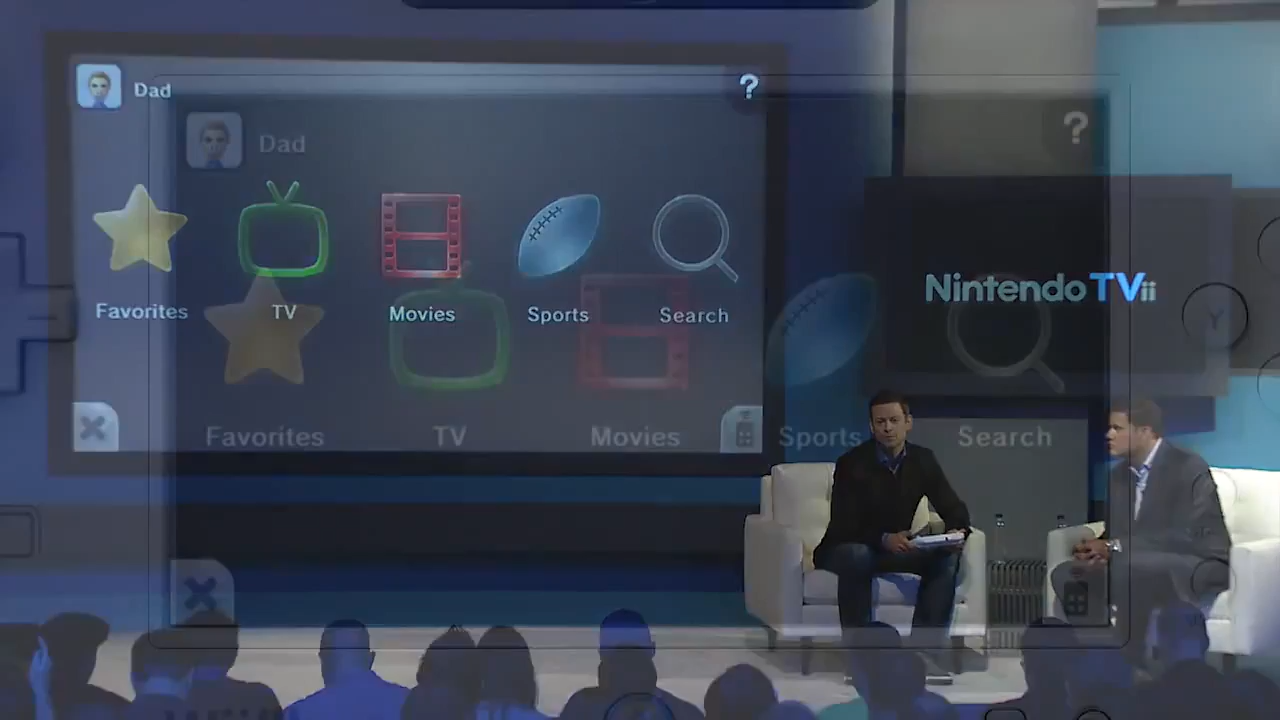 Dad
?
Dad
?
Favorites
TV
Movies
Sports
Search
Nintendo TVii
Y
Favorites
TV
Movies
Sports
Search